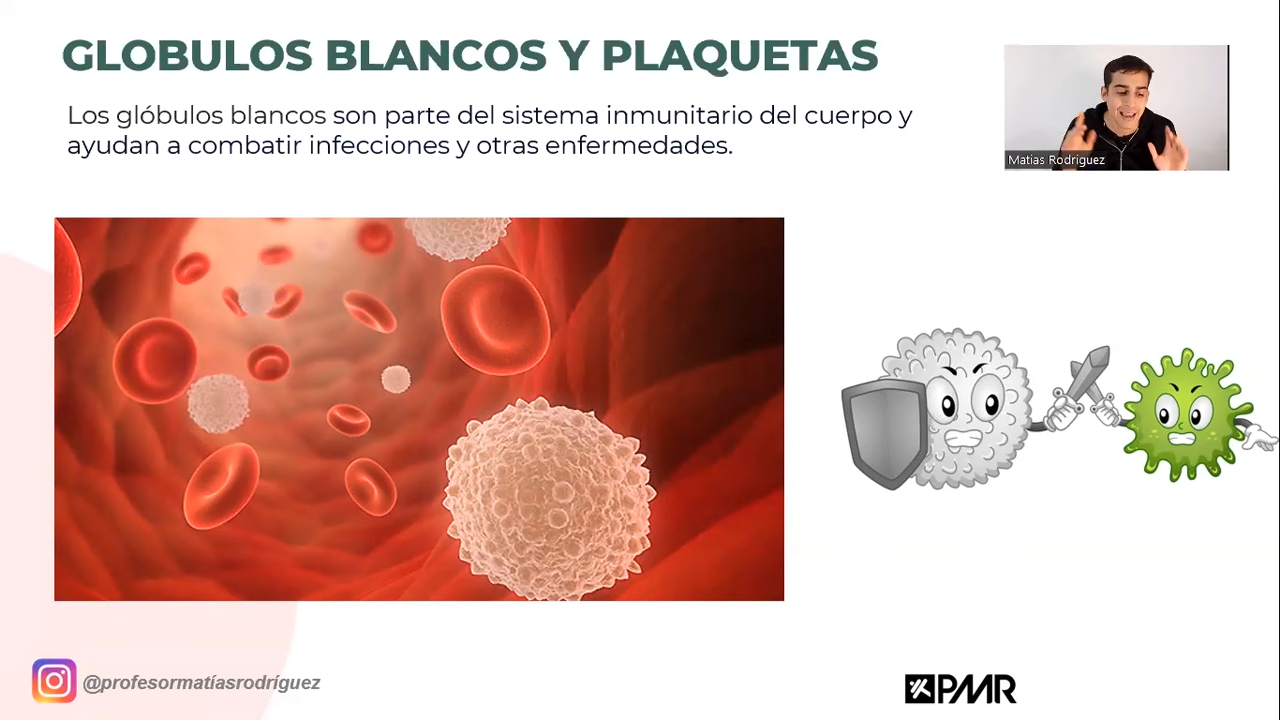 GLOBULOS BLANCOS Y PLAQUETAS
Los glóbulos blancos son parte del sistema inmunitario del cuerpo y
ayudan a combatir infecciones y otras enfermedades.
Matias Rodriguez
@profesormatíasrodríguez
PMR